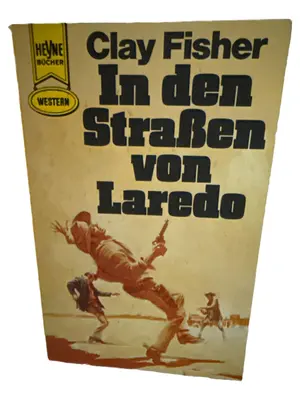 HEYNE
BÜCHER
WESTERN
Clay Fisher
In den
Straßen
von
Laredo